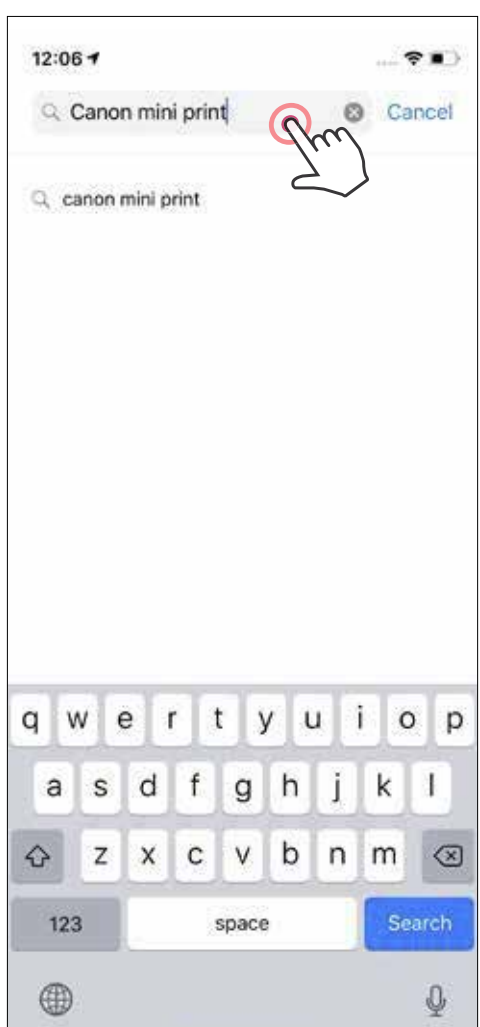 12:06
Canon mini print
Cancel
canon mini print
q w e r t y u i o p
a s d f g h j k l
z x c v b n m
123 space Search